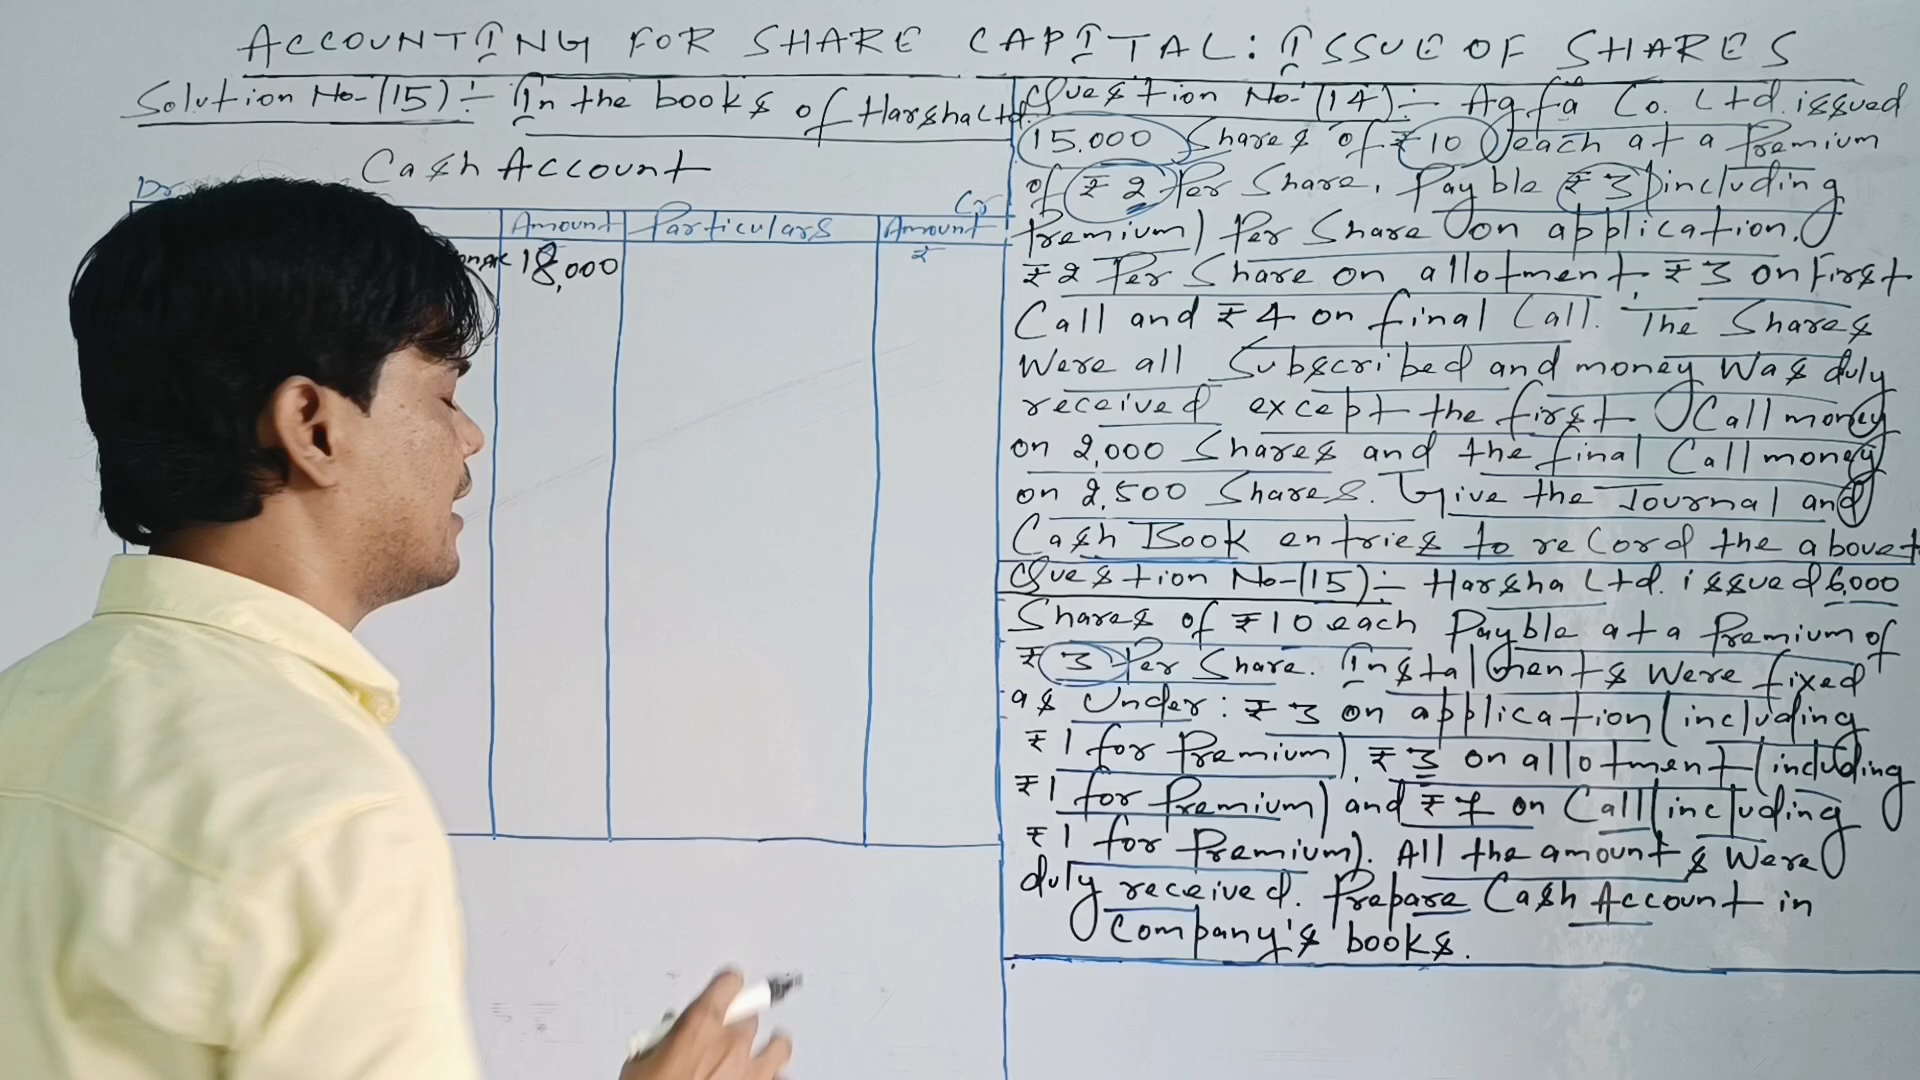 ACCOUNTING FOR SHARE CAPITAL: ISSUE OF SHARES
Solution No-(15):- In the books of Harsha Ltd.
Cash Account
Dr
Cr
Amount Particulars Amount
₹
18,000
Question No-(14):- Agfa Co. Ltd. issued
15,000 Shares of ₹10 each at a Premium
of ₹2 Per Share, Payble ₹3 (including
Premium) Per Share on application,
₹2 Per Share on allotment, ₹3 on First
Call and ₹4 on final Call. The Shares
Were all Subscribed and money Was duly
received except the first Call money
on 2,000 Shares and the final Call money
on 2,500 Shares. Give the Journal and
Cash Book entries to record the above.
Question No-(15):- Harsha Ltd. issued 6,000
Shares of ₹10 each Payble at a Premium of
₹3 Per Share. Instalments Were fixed
as Under: ₹3 on application (including
₹1 for Premium), ₹3 on allotment (including
₹1 for Premium) and ₹7 on Call (including
₹1 for Premium). All the amounts Were
duly received. Prepare Cash Account in
Company's books.